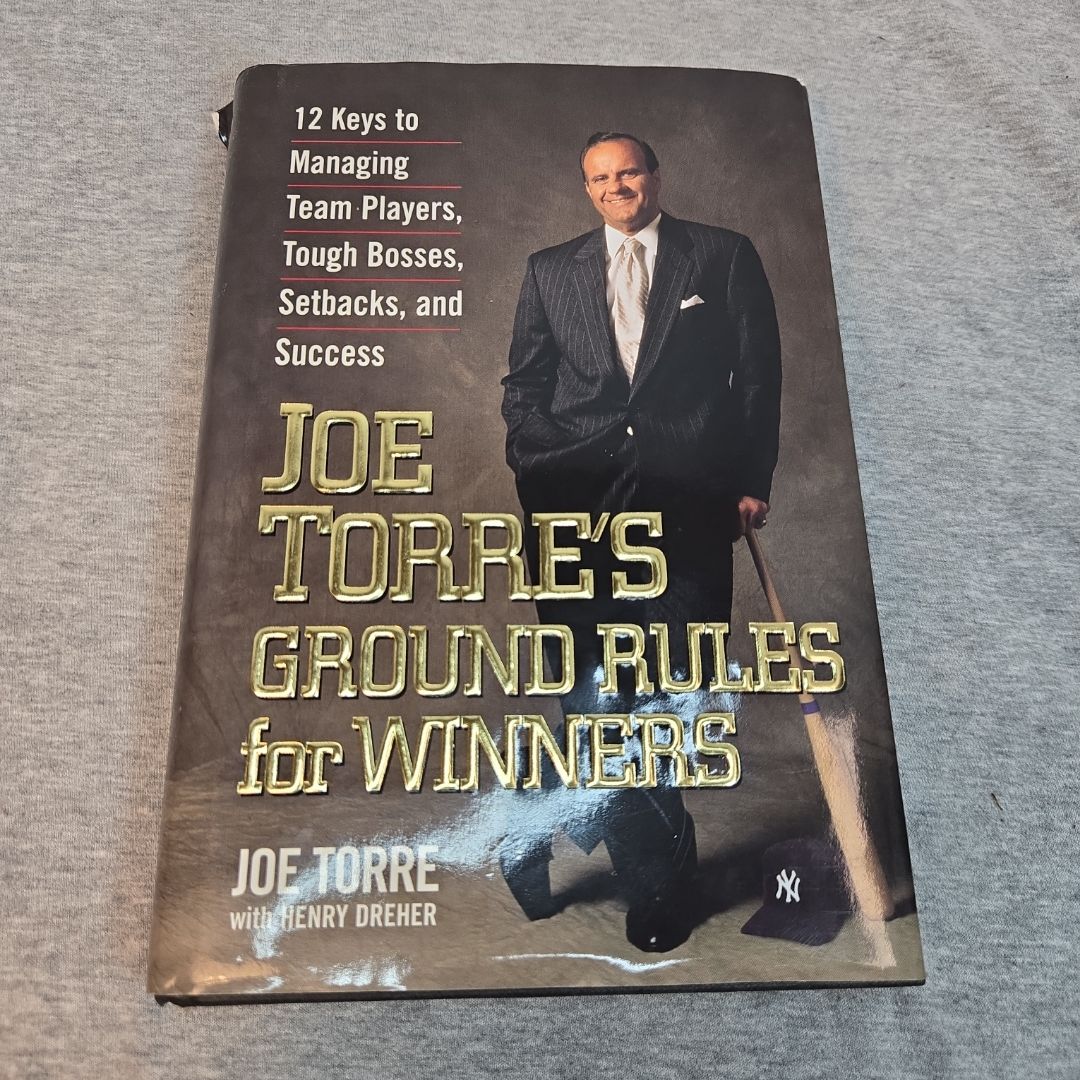 12 Keys to
Managing
Team Players,
Tough Bosses,
Setbacks, and
Success
JOE
TORRE'S
GROUND RULES
for WINNERS
JOE TORRE
with HENRY DREHER
NY